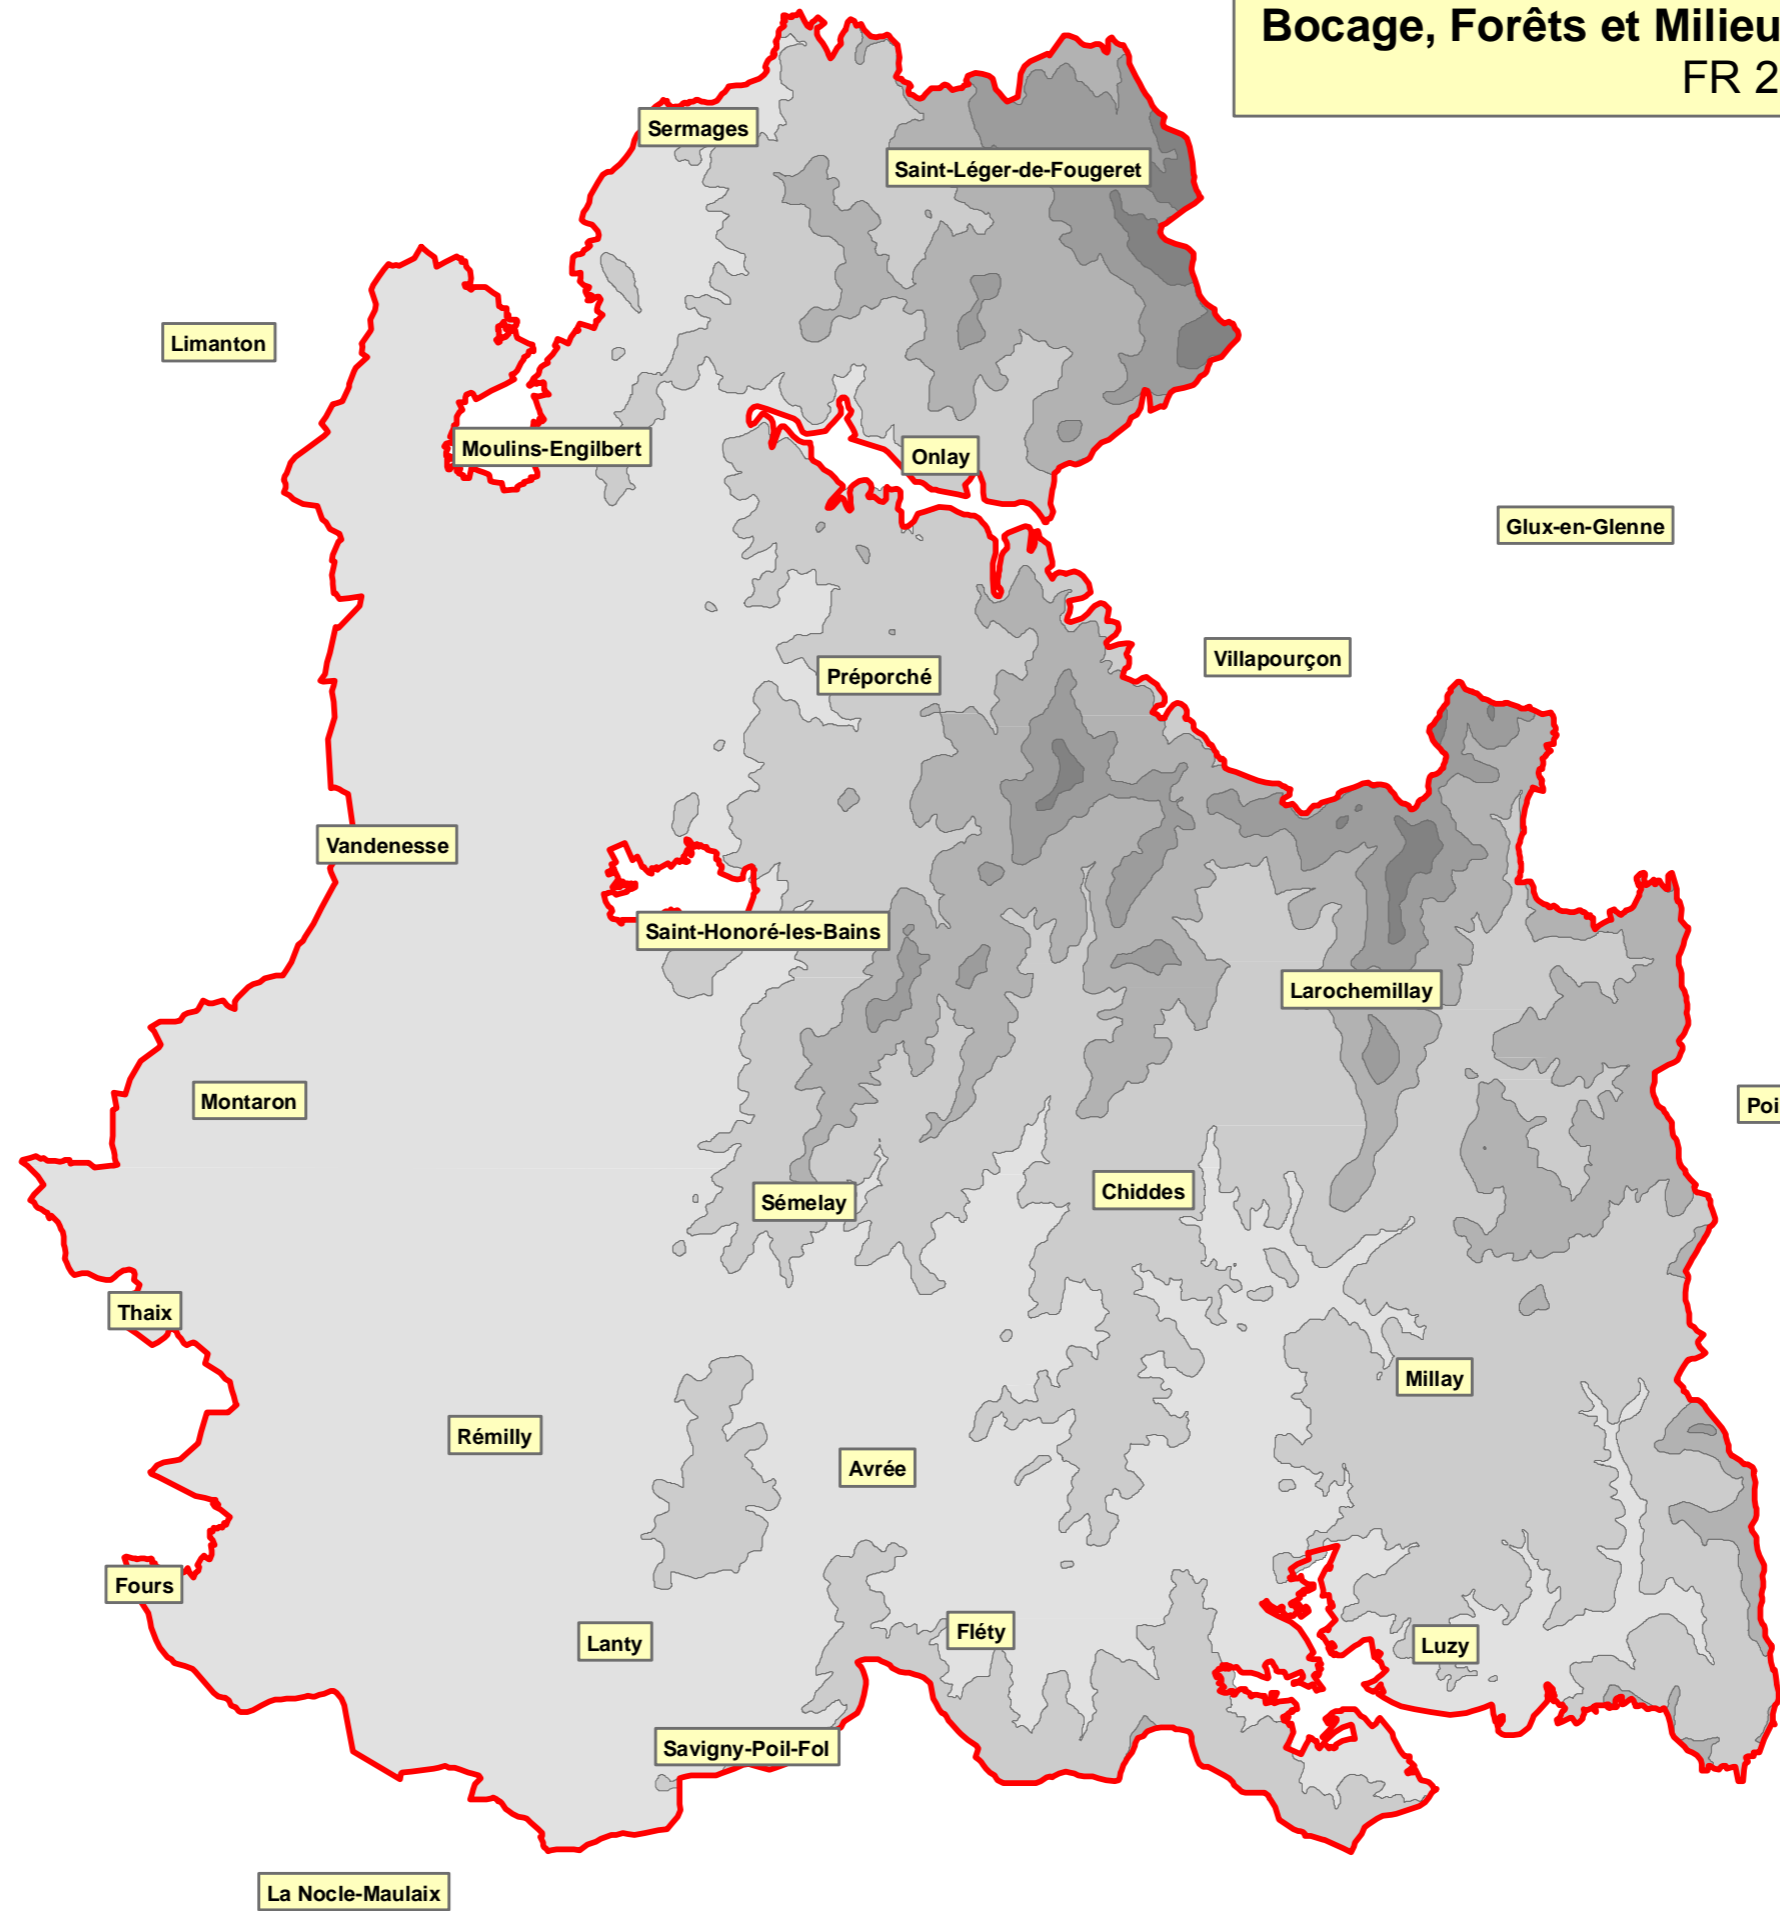 Bocage, Forêts et Milieu
FR 2
Sermages
Saint-Léger-de-Fougeret
Limanton
Moulins-Engilbert
Onlay
Glux-en-Glenne
Villapourçon
Préporché
Vandenesse
Saint-Honoré-les-Bains
Larochemillay
Montaron
Poi
Chiddes
Sémelay
Thaix
Millay
Rémilly
Avrée
Fours
Fléty
Lanty
Luzy
Savigny-Poil-Fol
La Nocle-Maulaix